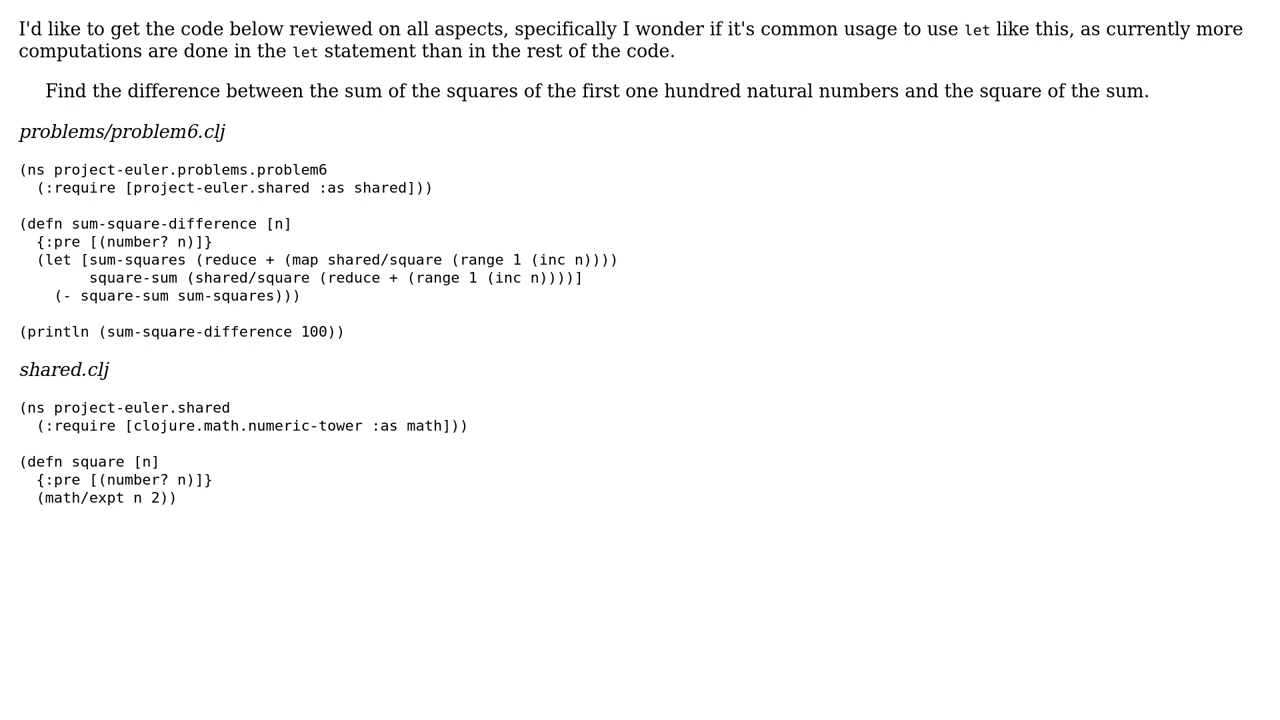 I'd like to get the code below reviewed on all aspects, specifically I wonder if it's common usage to use let like this, as currently more
computations are done in the let statement than in the rest of the code.
Find the difference between the sum of the squares of the first one hundred natural numbers and the square of the sum.
problems/problem6.clj
(ns project-euler.problems.problem6
  (:require [project-euler.shared :as shared]))
(defn sum-square-difference [n]
  {:pre [(number? n)]}
  (let [sum-squares (reduce + (map shared/square (range 1 (inc n))))
        square-sum (shared/square (reduce + (range 1 (inc n))))]
    (- square-sum sum-squares)))
(println (sum-square-difference 100))
shared.clj
(ns project-euler.shared
  (:require [clojure.math.numeric-tower :as math]))
(defn square [n]
  {:pre [(number? n)]}
  (math/expt n 2))